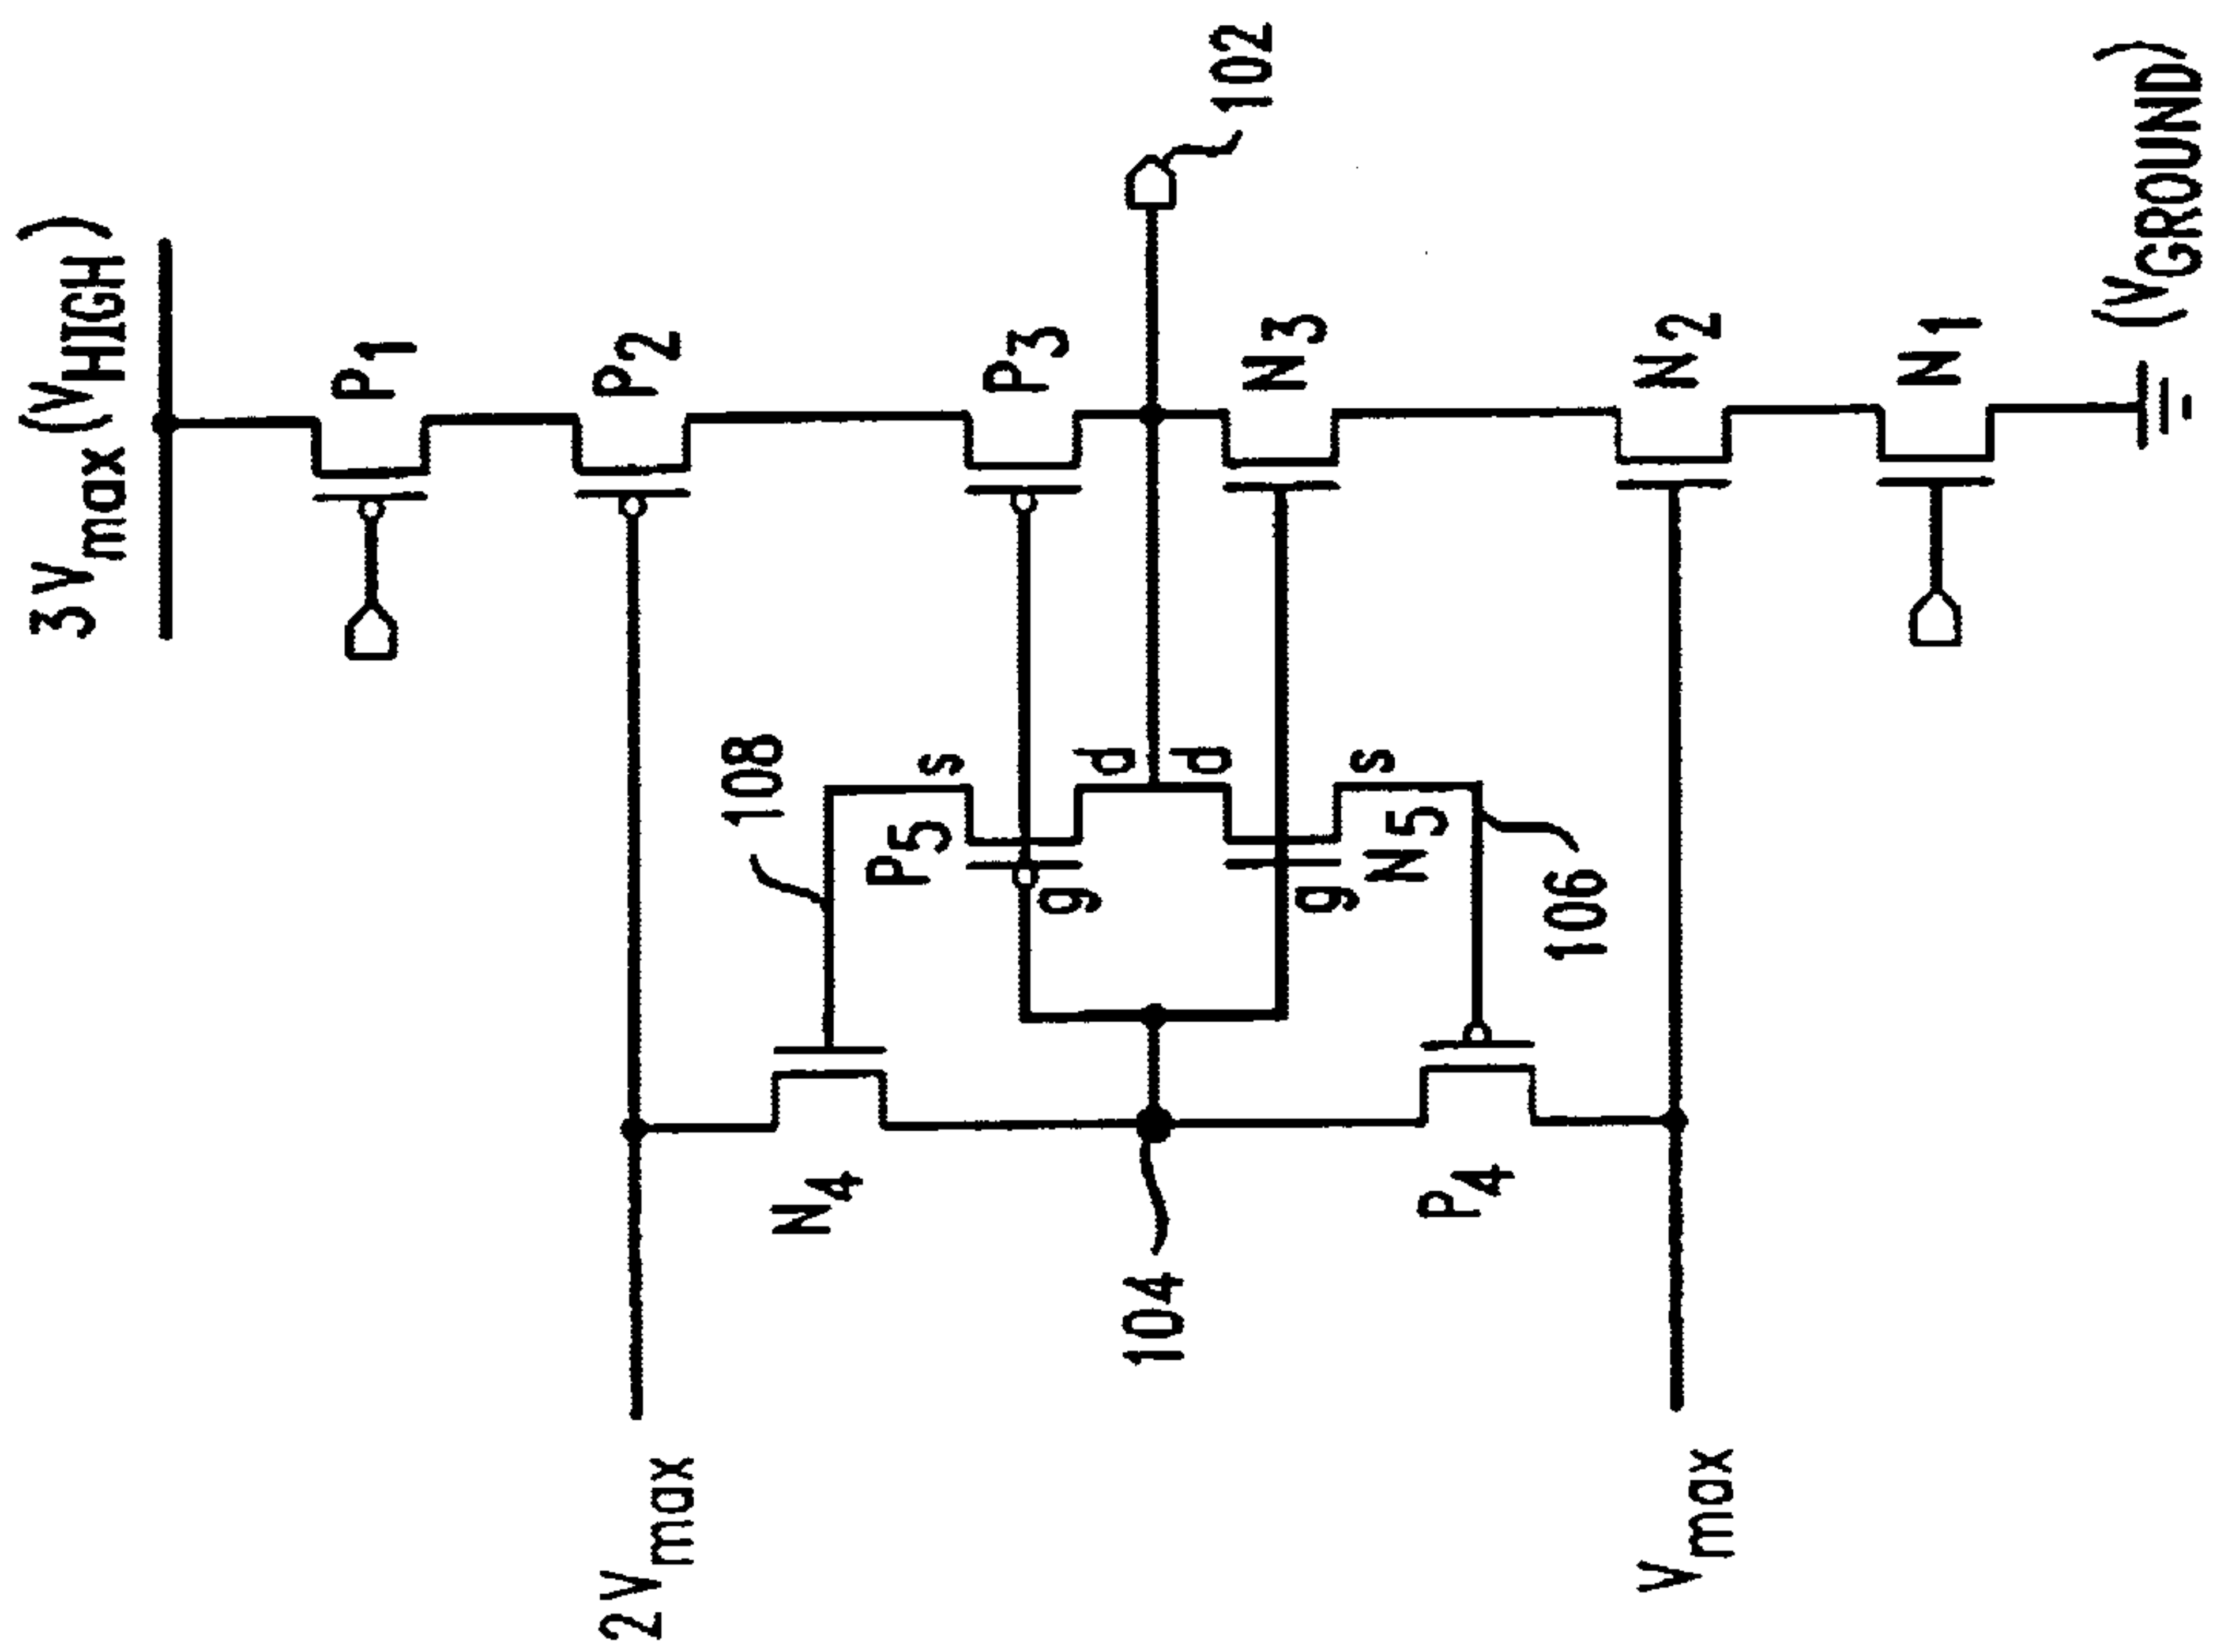 3Vmax(VHIGH)
P1
P2
P3
102
N3
N2
N1
(VGROUND)
108
s
P5
d
d
g
g
s
N5
106
N4
104
P4
2Vmax
Vmax